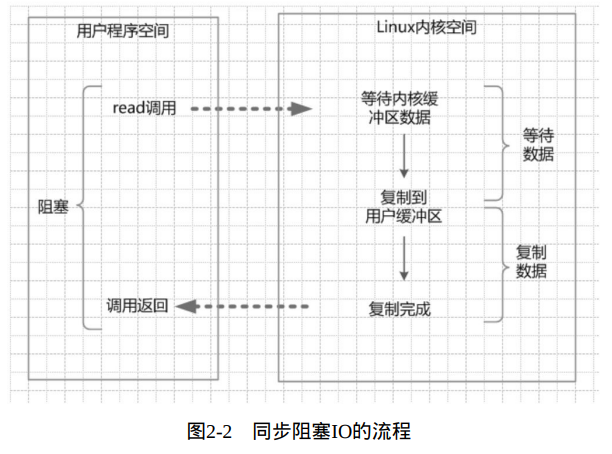 用户程序空间
Linux内核空间
read调用
等待内核缓
冲区数据
等待
数据
阻塞
复制到
用户缓冲区
复制
数据
调用返回
复制完成
图2-2 同步阻塞IO的流程